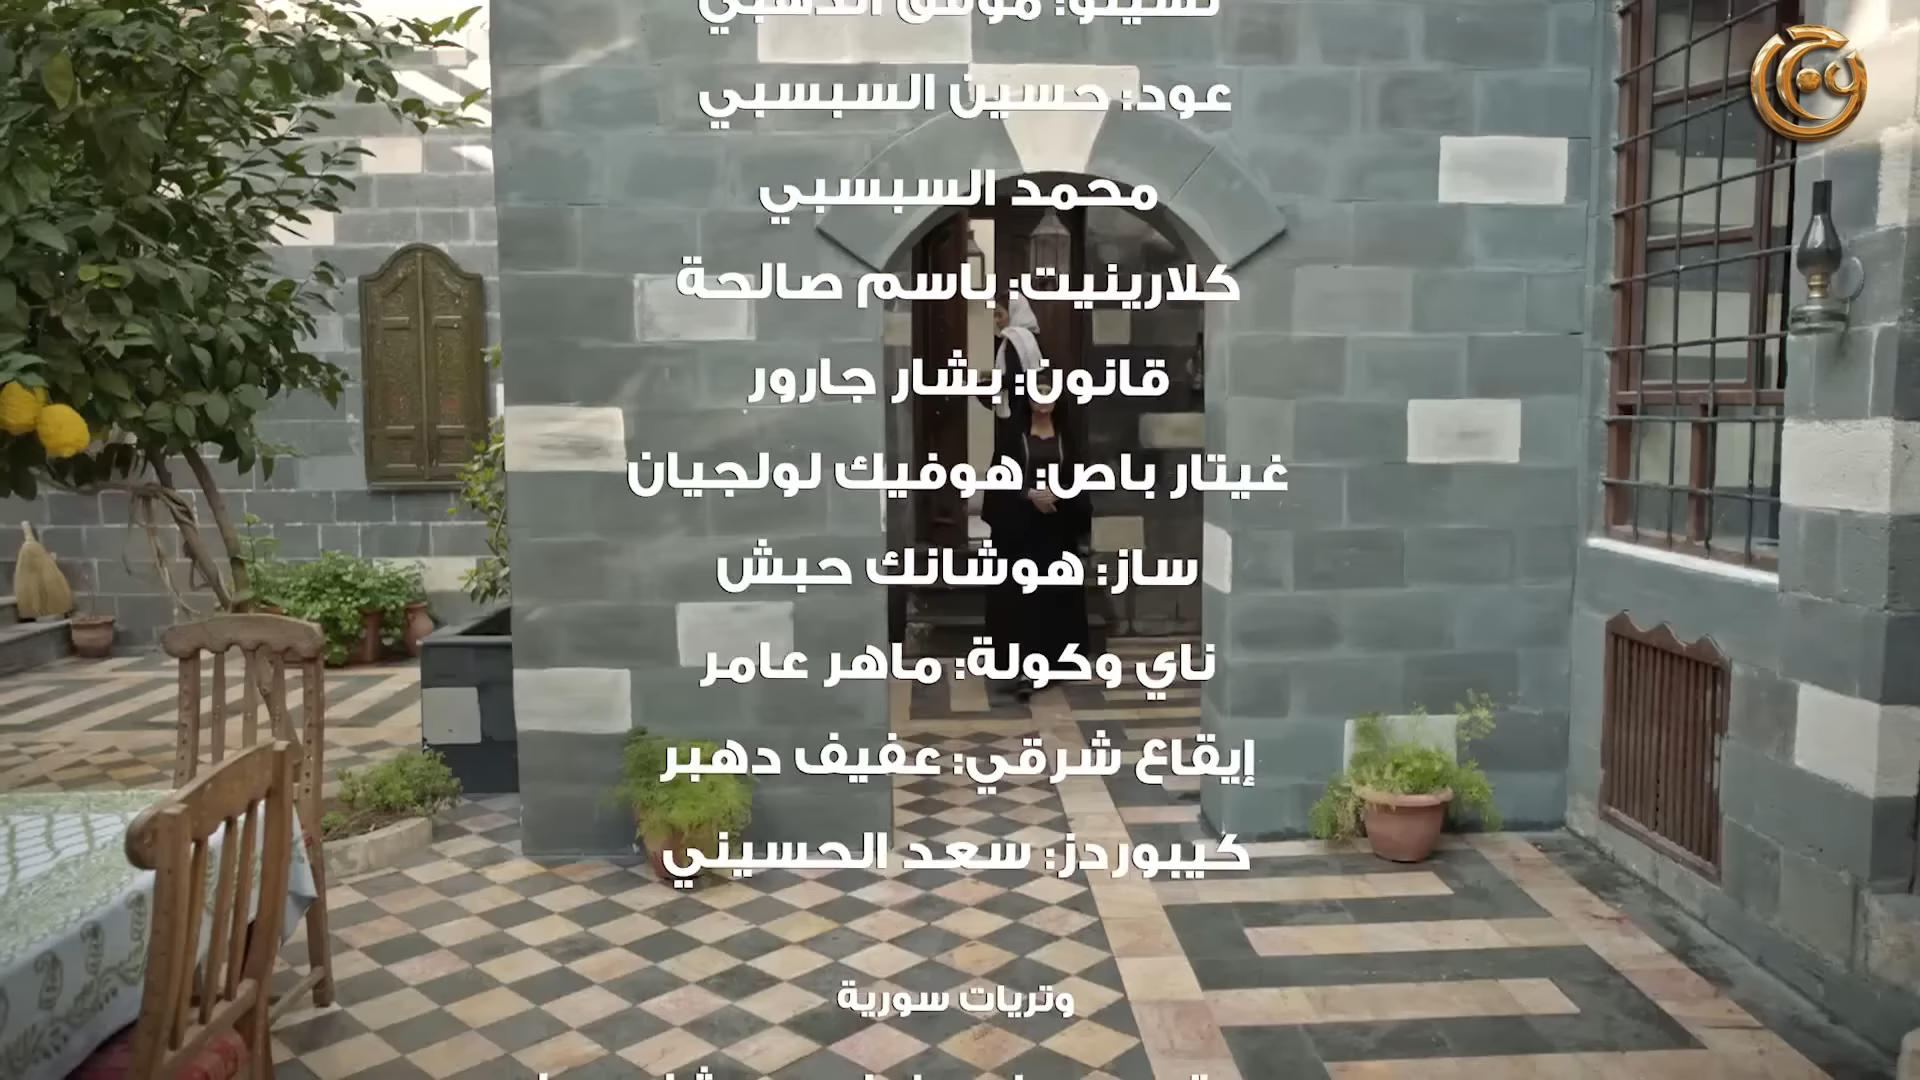 عود: حسين السبسبي
محمد السبسبي
كلارينيت: باسم صالحة
قانون: بشار جارور
غيتار باص: هوفيك لولجيان
ساز: هوشانك حبش
ناي وكولة: ماهر عامر
إيقاع شرقي: عفيف دهبر
كيبوردز: سعد الحسيني
وتريات سورية